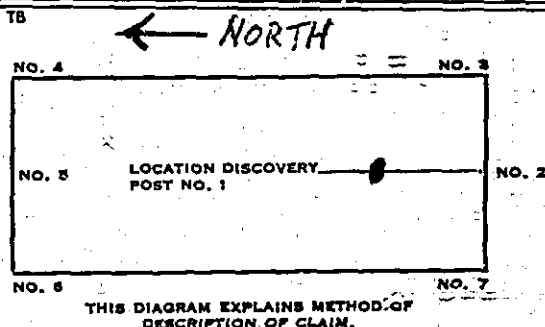 TB
← NORTH
NO. 4
NO. 3
NO. 5
LOCATION DISCOVERY
POST NO. 1
NO. 2
NO. 6
NO. 7
THIS DIAGRAM EXPLAINS METHOD OF
DESCRIPTION OF CLAIM.